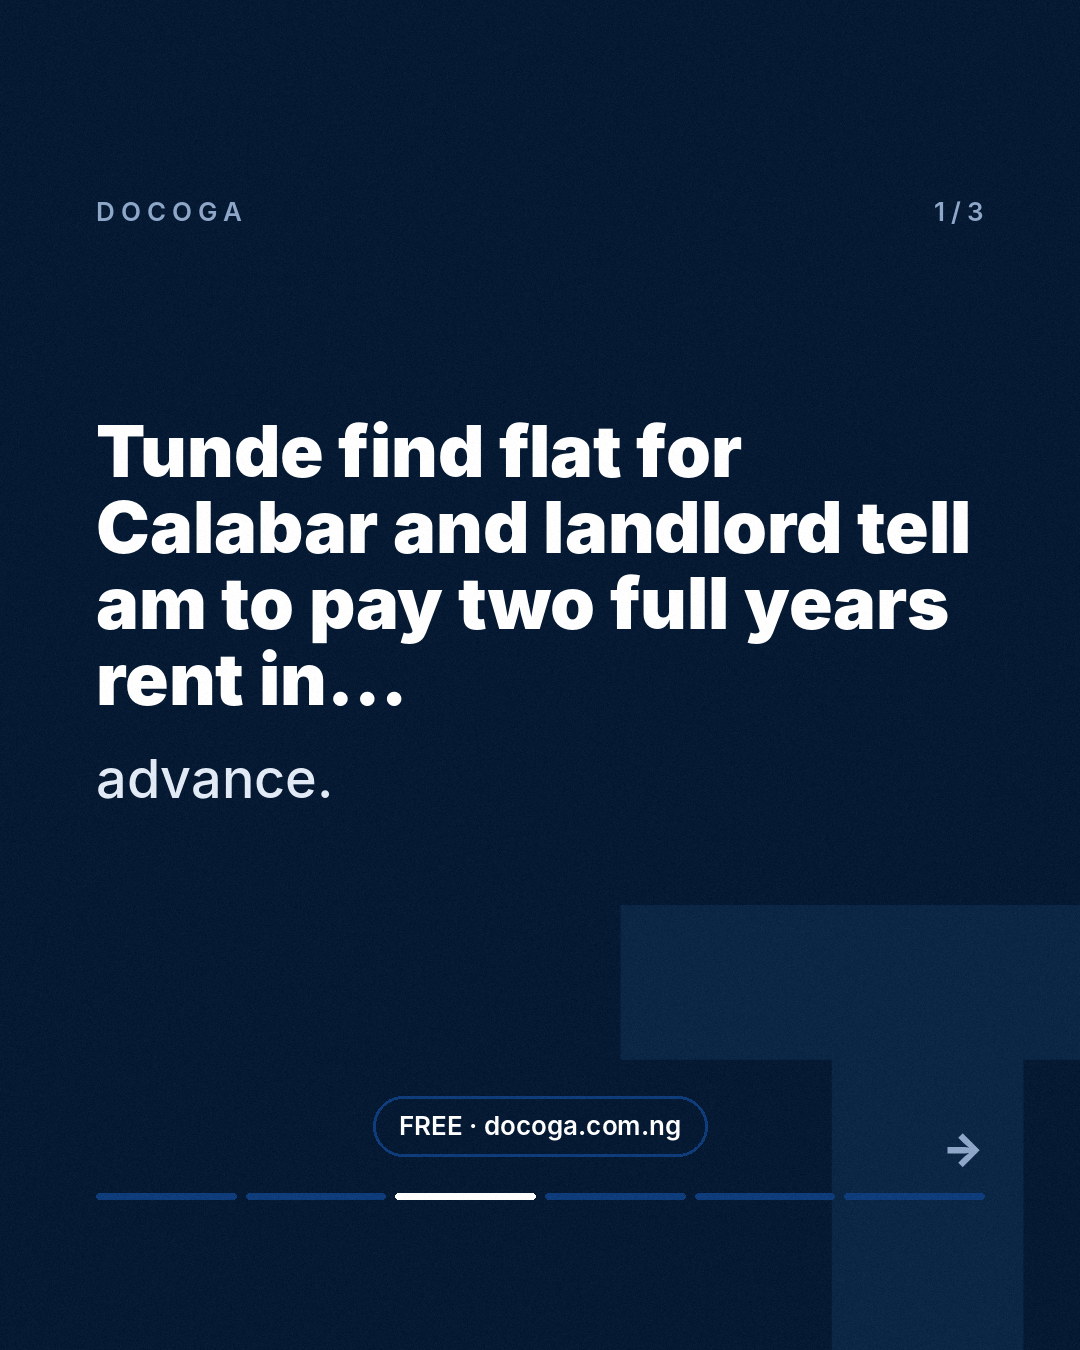 DOCOGA
1/3
Tunde find flat for
Calabar and landlord tell
am to pay two full years
rent in...
advance.
T
FREE · docoga.com.ng
→